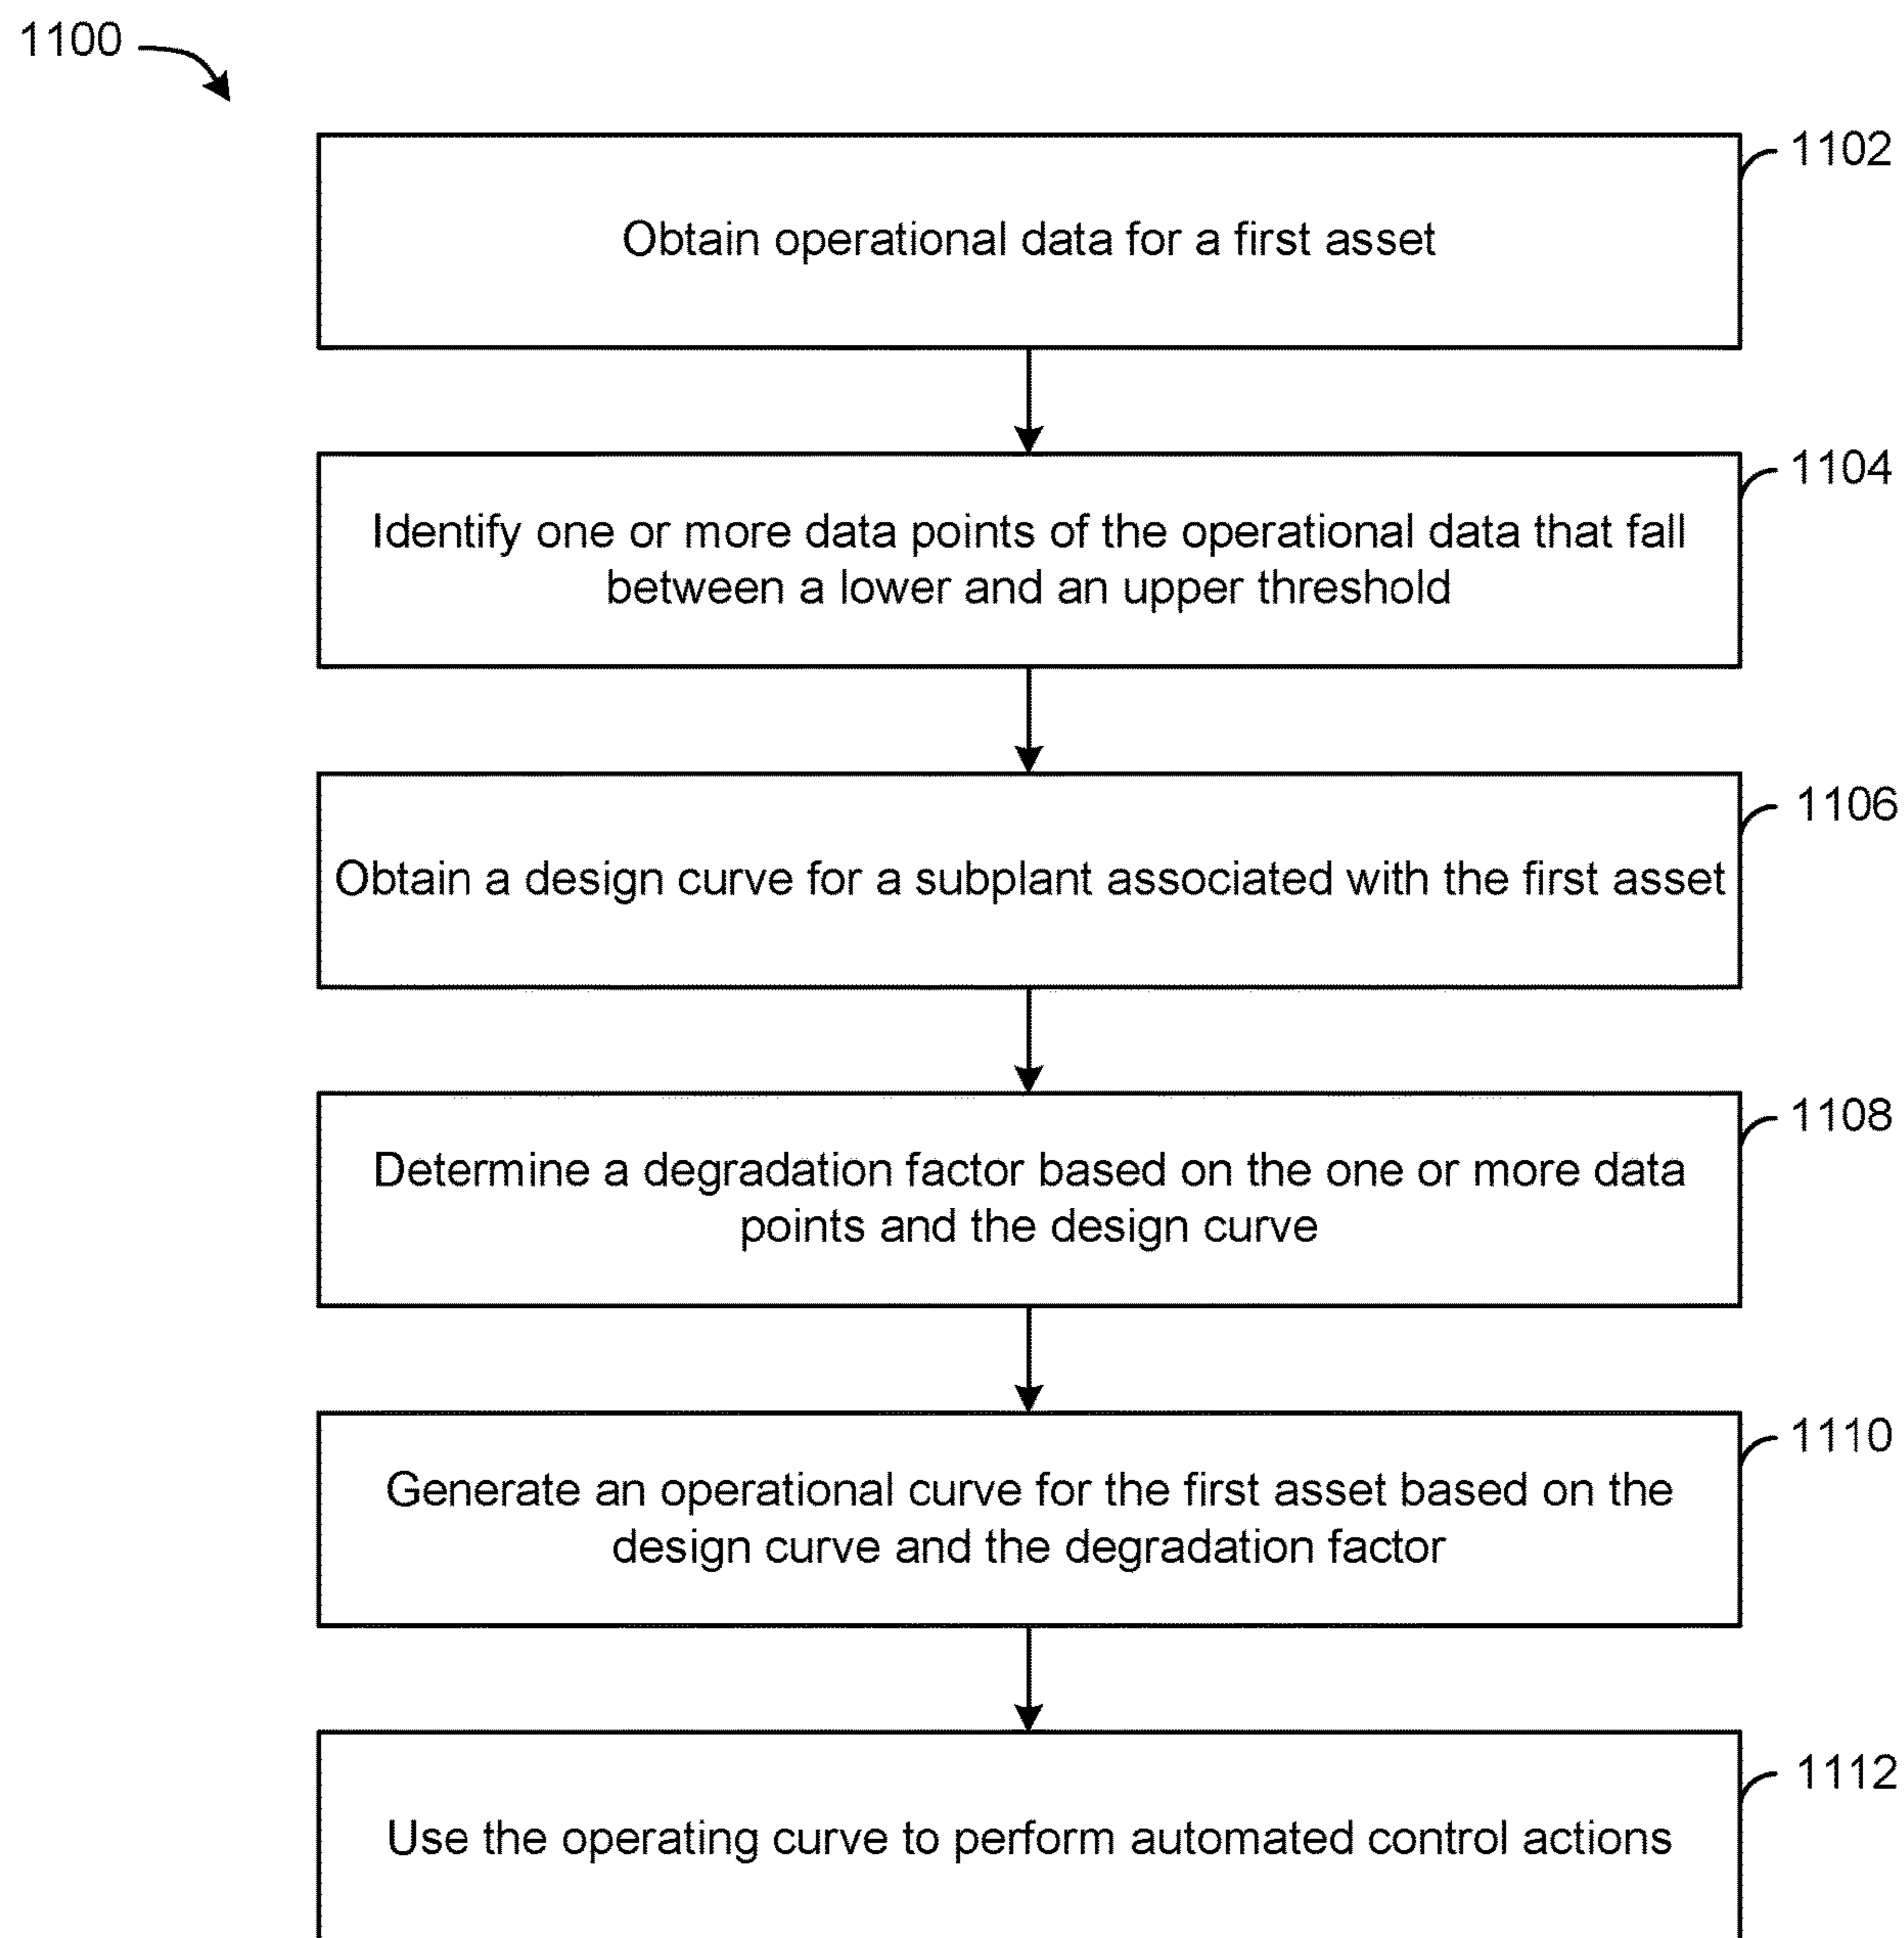 1100
1102
Obtain operational data for a first asset
1104
Identify one or more data points of the operational data that fall
between a lower and an upper threshold
1106
Obtain a design curve for a subplant associated with the first asset
1108
Determine a degradation factor based on the one or more data
points and the design curve
1110
Generate an operational curve for the first asset based on the
design curve and the degradation factor
1112
Use the operating curve to perform automated control actions